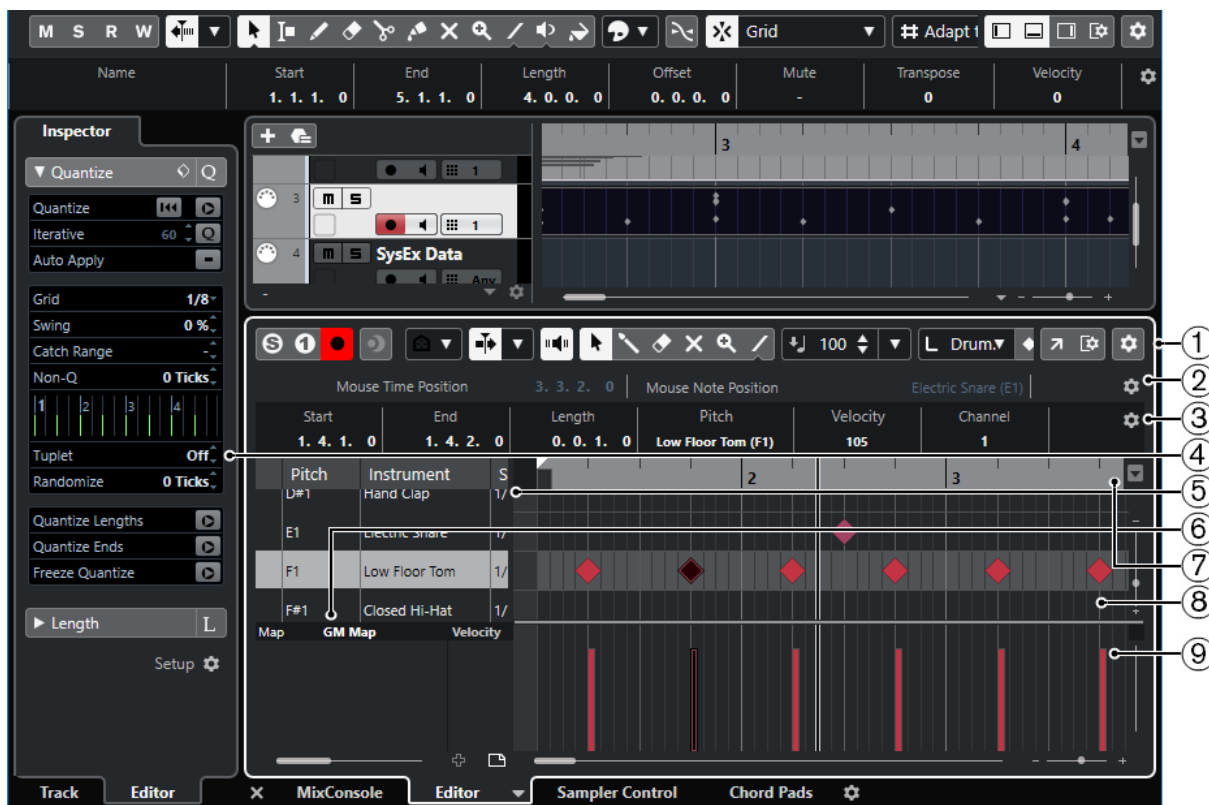 M S R W Grid Adapt t
Name Start End Length Offset Mute Transpose Velocity
1. 1. 1. 0 5. 1. 1. 0 4. 0. 0. 0 0. 0. 0. 0 - 0 0
Inspector
Quantize Q
Quantize
Iterative 60 Q
Auto Apply
Grid 1/8
Swing 0 %
Catch Range -
Non-Q 0 Ticks
1 2 3 4
Tuplet Off
Randomize 0 Ticks
Quantize Lengths
Quantize Ends
Freeze Quantize
Length L
Setup
3 4
1
3 m S
1
4 m S SysEx Data
Any
-
S 1 100 L Drum
Mouse Time Position 3. 3. 2. 0 Mouse Note Position Electric Snare (E1)
Start End Length Pitch Velocity Channel
1. 4. 1. 0 1. 4. 2. 0 0. 0. 1. 0 Low Floor Tom (F1) 105 1
Pitch Instrument S 2 3
D#1 Hand Clap 1/
E1 Electric Snare 1/
F1 Low Floor Tom 1/
F#1 Closed Hi-Hat 1/
Map GM Map Velocity
1
2
3
4
5
6
7
8
9
Track Editor MixConsole Editor Sampler Control Chord Pads